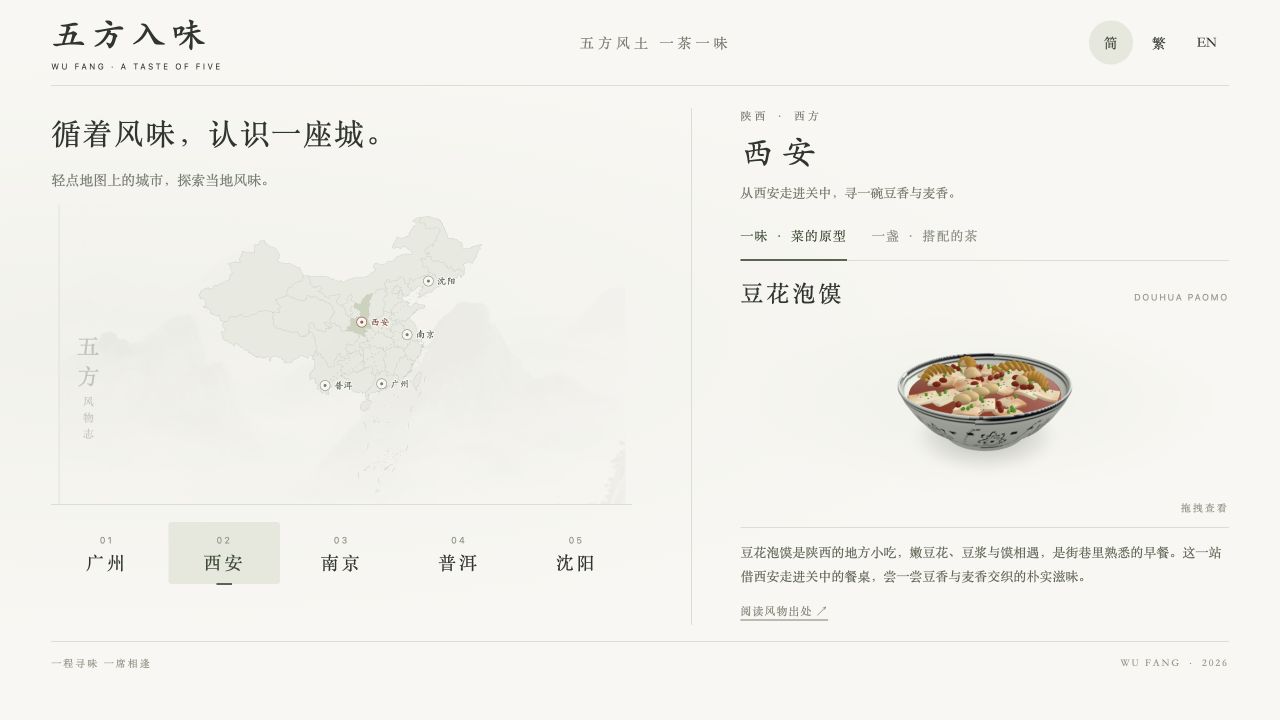 五方入味
WU FANG · A TASTE OF FIVE
五方风土 一茶一味
简 繁 EN
循着风味，认识一座城。
轻点地图上的城市，探索当地风味。
五方
风物志
沈阳
西安
南京
普洱
广州
01
广州
02
西安
03
南京
04
普洱
05
沈阳
陕西 · 西方
西安
从西安走进关中，寻一碗豆香与麦香。
一味 · 菜的原型 一盏 · 搭配的茶
豆花泡馍
DOUHUA PAOMO
拖拽查看
豆花泡馍是陕西的地方小吃，嫩豆花、豆浆与馍相遇，是街巷里熟悉的早餐。这一站
借西安走进关中的餐桌，尝一尝豆香与麦香交织的朴实滋味。
阅读风物出处 ↗
一程寻味 一席相逢
WU FANG · 2026